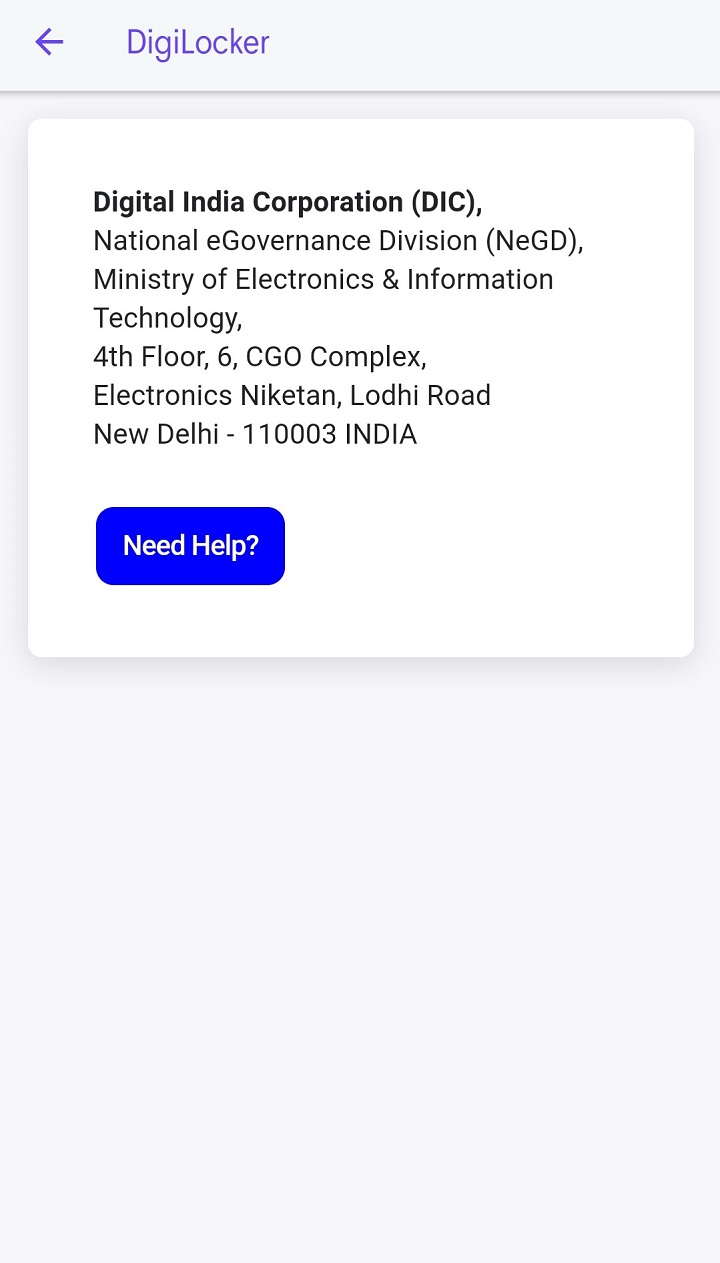 DigiLocker
Digital India Corporation (DIC),
National eGovernance Division (NeGD),
Ministry of Electronics & Information
Technology,
4th Floor, 6, CGO Complex,
Electronics Niketan, Lodhi Road
New Delhi - 110003 INDIA
Need Help?